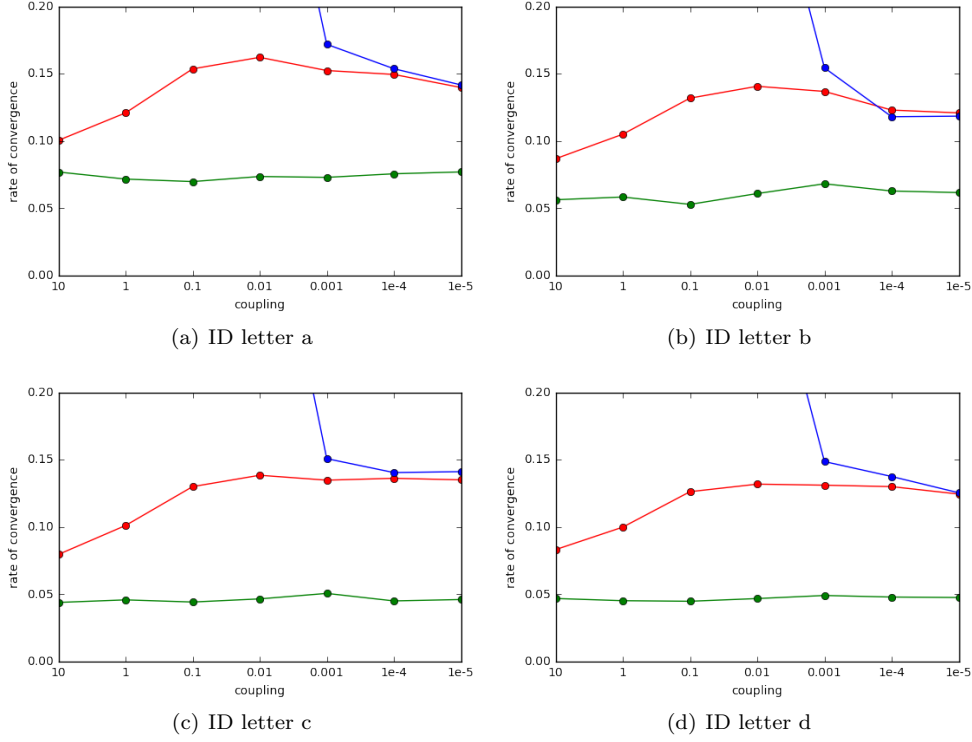 0.20
0.15
0.10
0.05
0.00
rate of convergence
10 1 0.1 0.01 0.001 1e-4 1e-5
coupling
(a) ID letter a
0.20
0.15
0.10
0.05
0.00
rate of convergence
10 1 0.1 0.01 0.001 1e-4 1e-5
coupling
(b) ID letter b
0.20
0.15
0.10
0.05
0.00
rate of convergence
10 1 0.1 0.01 0.001 1e-4 1e-5
coupling
(c) ID letter c
0.20
0.15
0.10
0.05
0.00
rate of convergence
10 1 0.1 0.01 0.001 1e-4 1e-5
coupling
(d) ID letter d